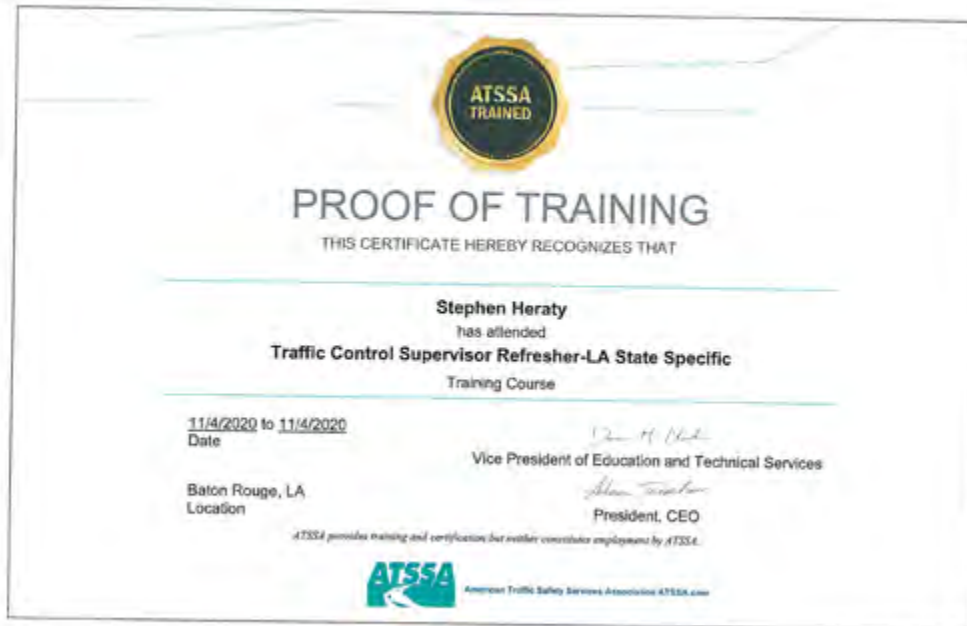 ATSSA
TRAINED
PROOF OF TRAINING
THIS CERTIFICATE HEREBY RECOGNIZES THAT
Stephen Heraty
has attended
Traffic Control Supervisor Refresher-LA State Specific
Training Course
11/4/2020 to 11/4/2020
Date
Vice President of Education and Technical Services
Baton Rouge, LA
Location
President, CEO
ATSSA provides training and certification but neither constitutes employment by ATSSA.
ATSSA
American Traffic Safety Services Association ATSSA.com